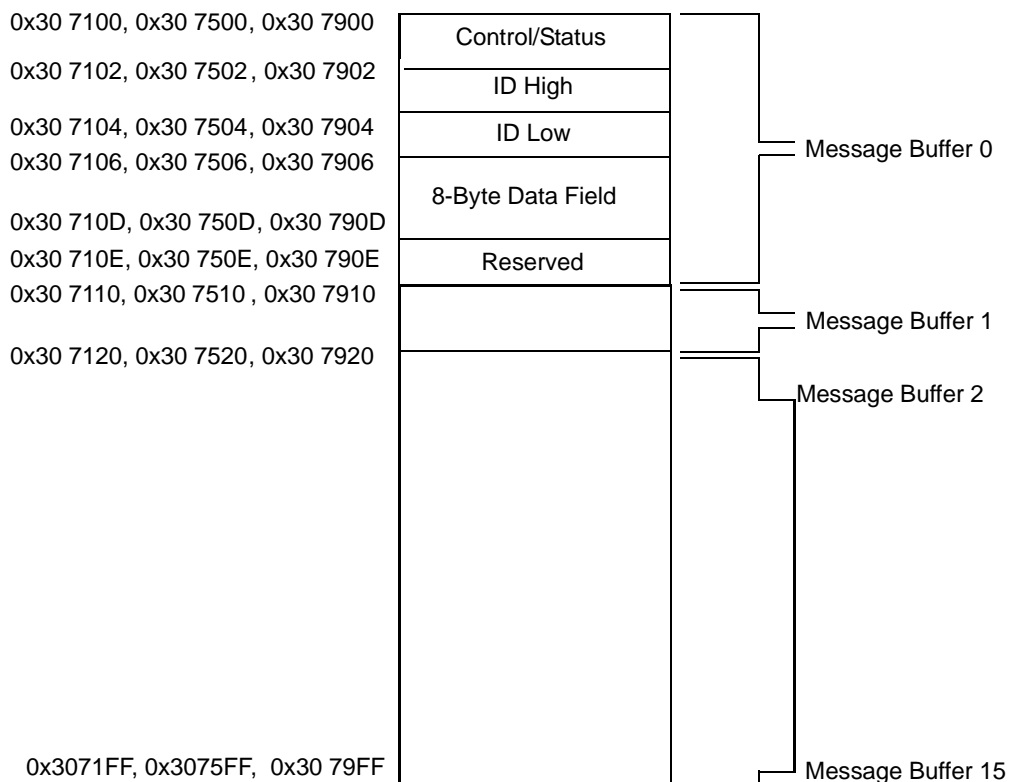 0x30 7100, 0x30 7500, 0x30 7900
Control/Status
0x30 7102, 0x30 7502 , 0x30 7902
ID High
0x30 7104, 0x30 7504, 0x30 7904
ID Low
Message Buffer 0
0x30 7106, 0x30 7506, 0x30 7906
8-Byte Data Field
0x30 710D, 0x30 750D, 0x30 790D
0x30 710E, 0x30 750E, 0x30 790E
Reserved
0x30 7110, 0x30 7510 , 0x30 7910
Message Buffer 1
0x30 7120, 0x30 7520, 0x30 7920
Message Buffer 2
0x3071FF, 0x3075FF, 0x30 79FF
Message Buffer 15